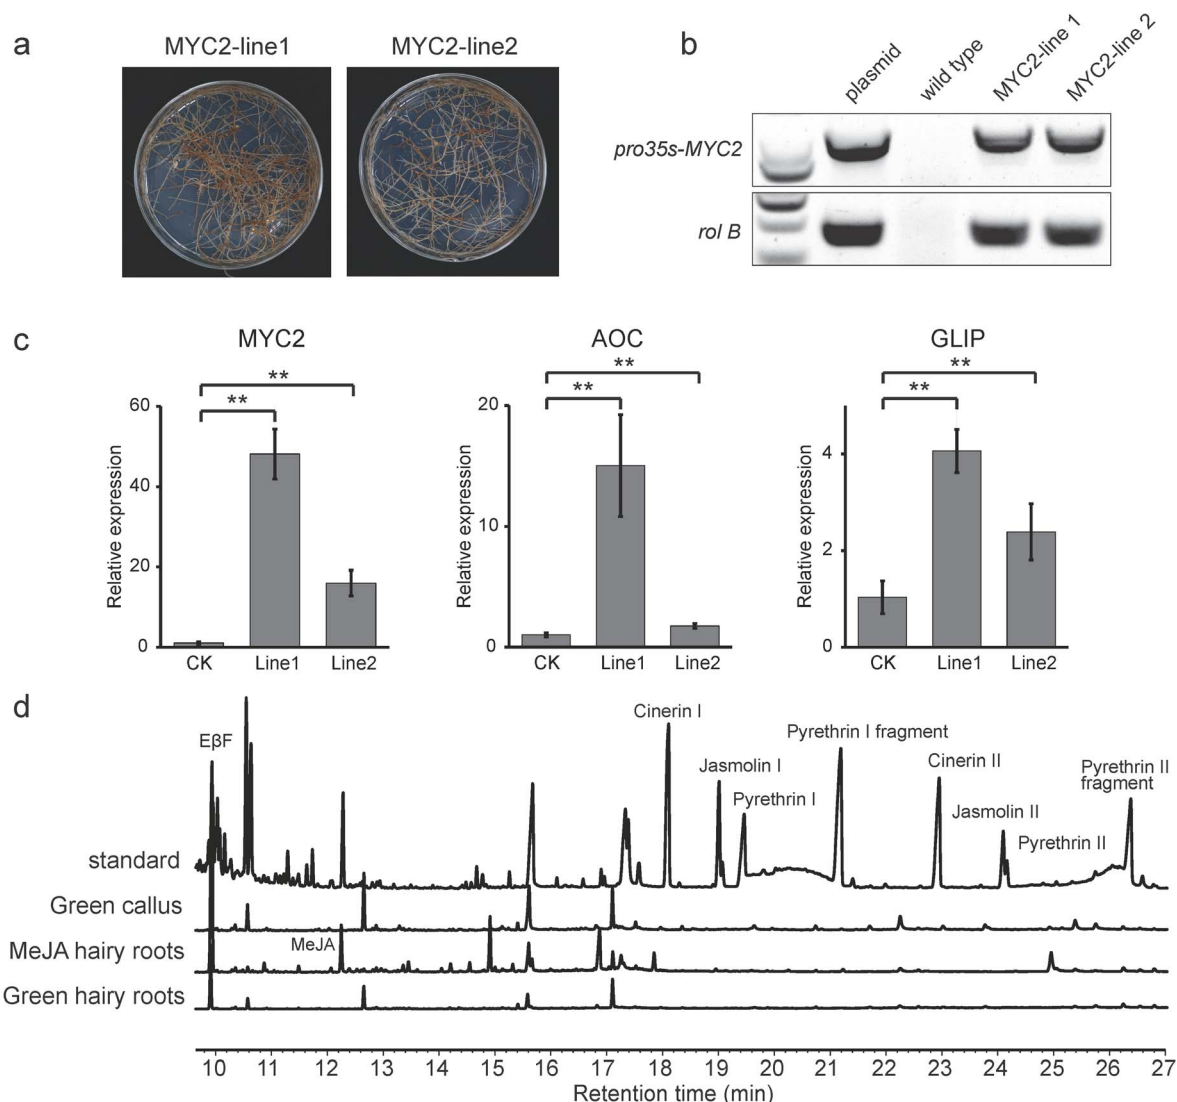 a
MYC2-line1
MYC2-line2
b
plasmid
wild type
MYC2-line 1
MYC2-line 2
pro35s-MYC2
rol B
c
MYC2
**
**
Relative expression
60
40
20
0
CK Line1 Line2
AOC
**
**
Relative expression
20
10
0
CK Line1 Line2
GLIP
**
**
Relative expression
4
2
0
CK Line1 Line2
d
EβF
Cinerin I
Jasmolin I
Pyrethrin I
Pyrethrin I fragment
Cinerin II
Jasmolin II
Pyrethrin II
Pyrethrin II
fragment
standard
Green callus
MeJA
MeJA hairy roots
Green hairy roots
10 11 12 13 14 15 16 17 18 19 20 21 22 23 24 25 26 27
Retention time (min)